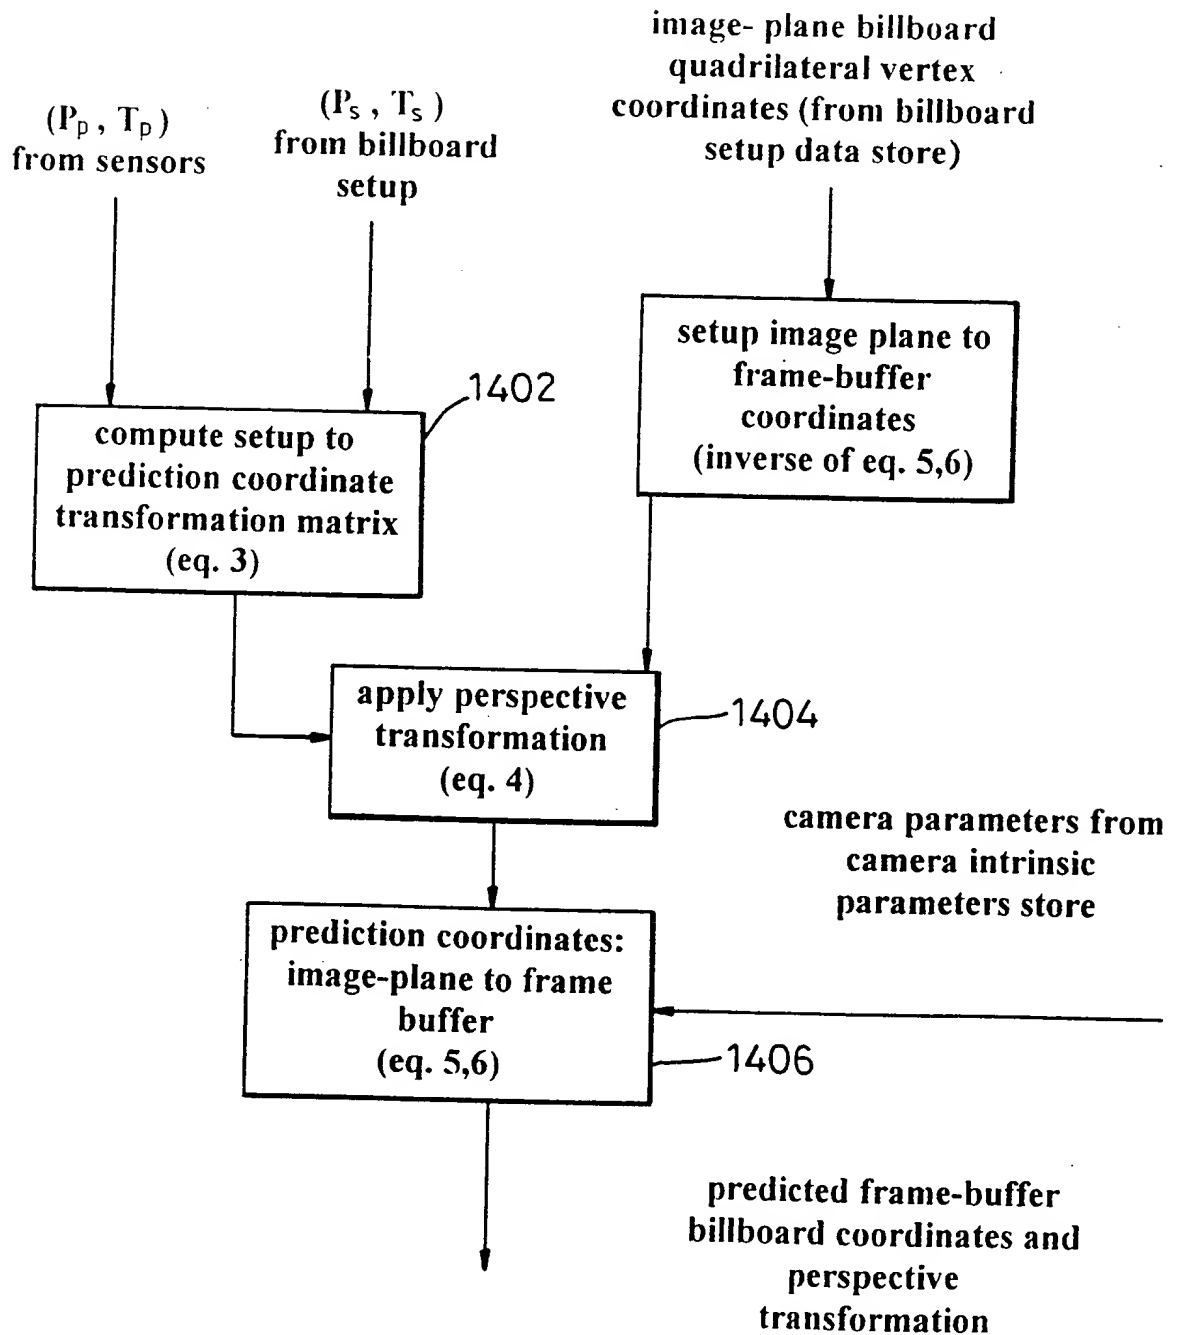 image- plane billboard
quadrilateral vertex
coordinates (from billboard
setup data store)
(Pₚ , Tₚ)
from sensors
(Pₛ , Tₛ)
from billboard
setup
setup image plane to
frame-buffer
coordinates
(inverse of eq. 5,6)
1402
compute setup to
prediction coordinate
transformation matrix
(eq. 3)
apply perspective
transformation
(eq. 4)
1404
camera parameters from
camera intrinsic
parameters store
prediction coordinates:
image-plane to frame
buffer
(eq. 5,6)
1406
predicted frame-buffer
billboard coordinates and
perspective
transformation